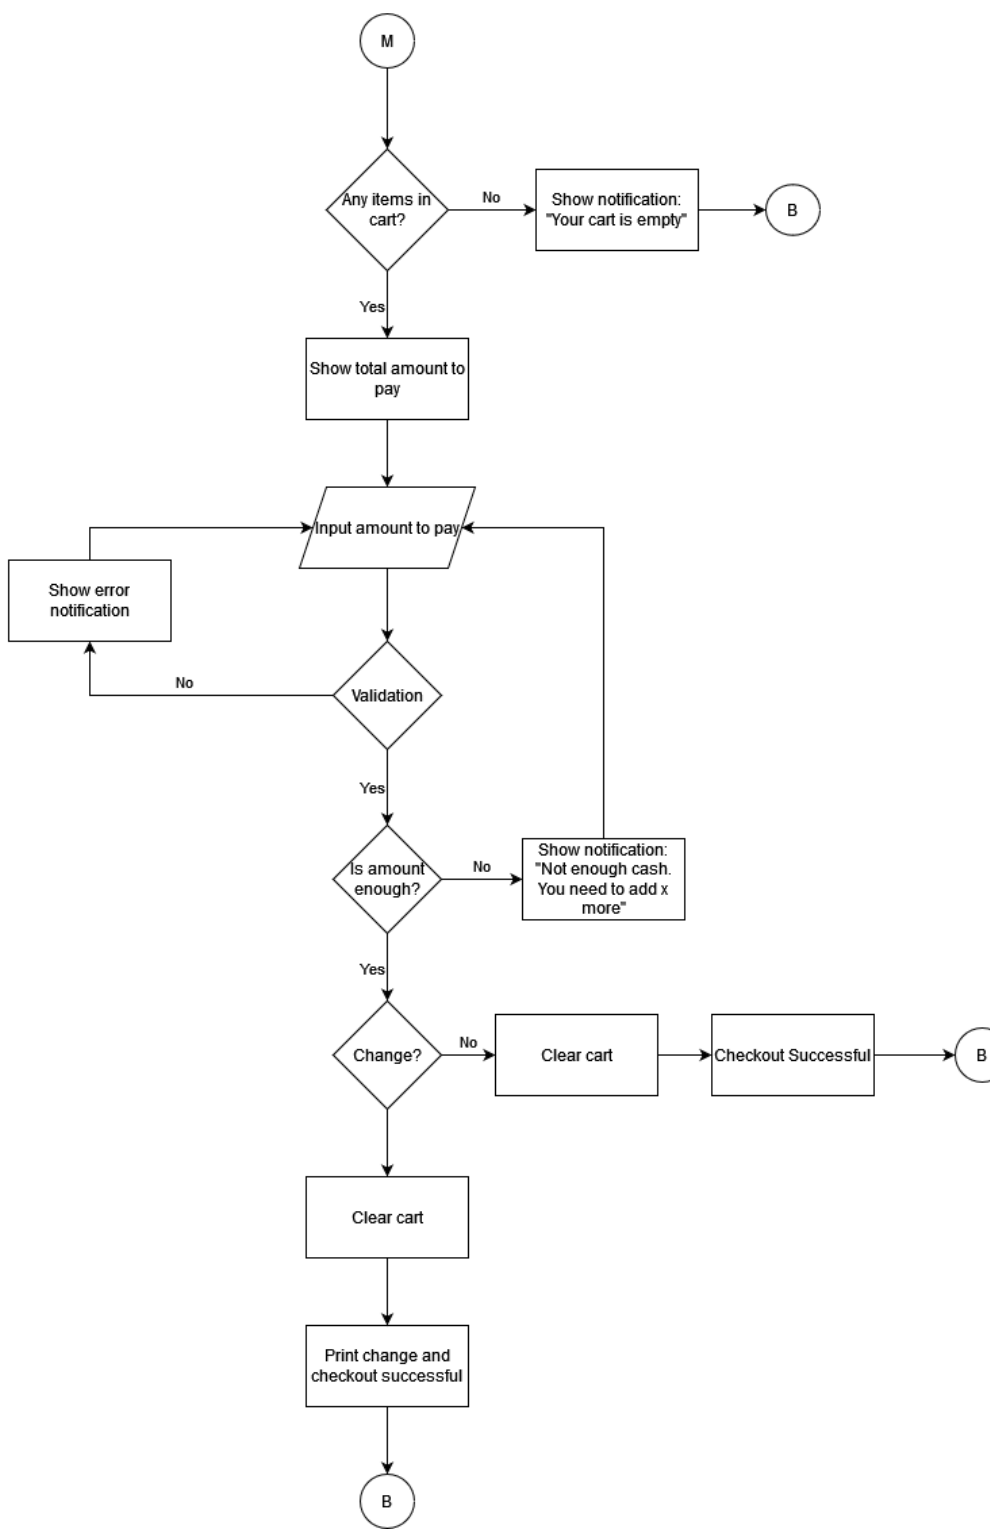 M
Any items in
cart?
No
Show notification:
"Your cart is empty"
B
Yes
Show total amount to
pay
Input amount to pay
Show error
notification
No
Validation
Yes
Is amount
enough?
No
Show notification:
"Not enough cash.
You need to add x
more"
Yes
Change?
No
Clear cart
Checkout Successful
B
Clear cart
Print change and
checkout successful
B